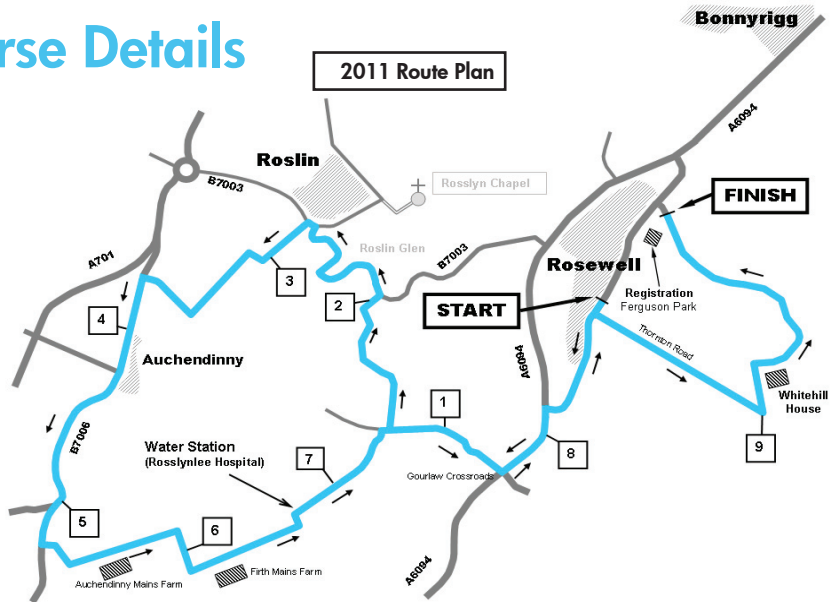 rse Details
2011 Route Plan
Bonnyrigg
A6094
Roslin
B7003
Rosslyn Chapel
FINISH
Roslin Glen
B7003
A701
3
Rosewell
Registration
Ferguson Park
2
START
4
Thornton Road
Auchendinny
A6094
Whitehill
House
1
B7006
Water Station
(Rosslynlee Hospital)
8
9
7
Gourlaw Crossroads
5
6
Firth Mains Farm
Auchendinny Mains Farm
A6094